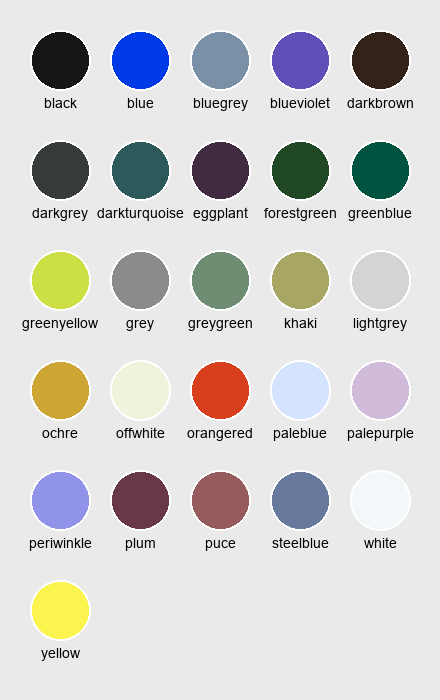 black blue bluegrey blueviolet darkbrown
darkgrey darkturquoise eggplant forestgreen greenblue
greenyellow grey greygreen khaki lightgrey
ochre offwhite orangered paleblue palepurple
periwinkle plum puce steelblue white
yellow